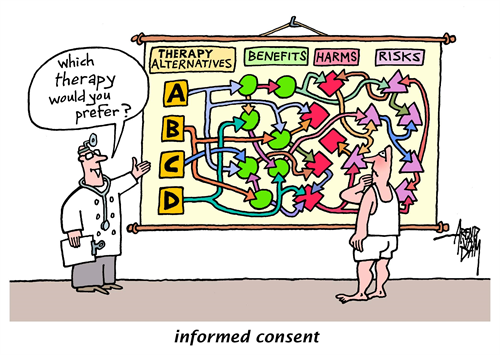 THERAPY
ALTERNATIVES
BENEFITS
HARMS
RISKS
which
therapy
would you
prefer?
A
B
C
D
informed consent